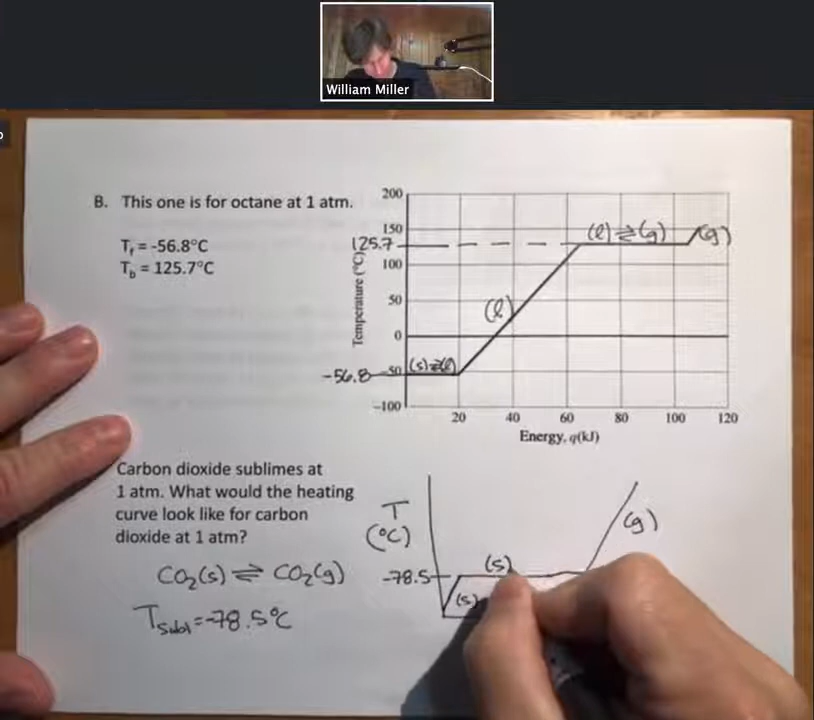 William Miller
B. This one is for octane at 1 atm.
Tf = -56.8°C
Tb = 125.7°C
Temperature (°C)
200
150
125.7
100
50
0
-50
-56.8
-100
(s)⇌(l)
(l)
(l)⇌(g)
(g)
20 40 60 80 100 120
Energy, q(kJ)
Carbon dioxide sublimes at
1 atm. What would the heating
curve look like for carbon
dioxide at 1 atm?
CO₂(s) ⇌ CO₂(g)
Tsubl = -78.5°C
T
(°C)
-78.5
(s)
(s)
(g)